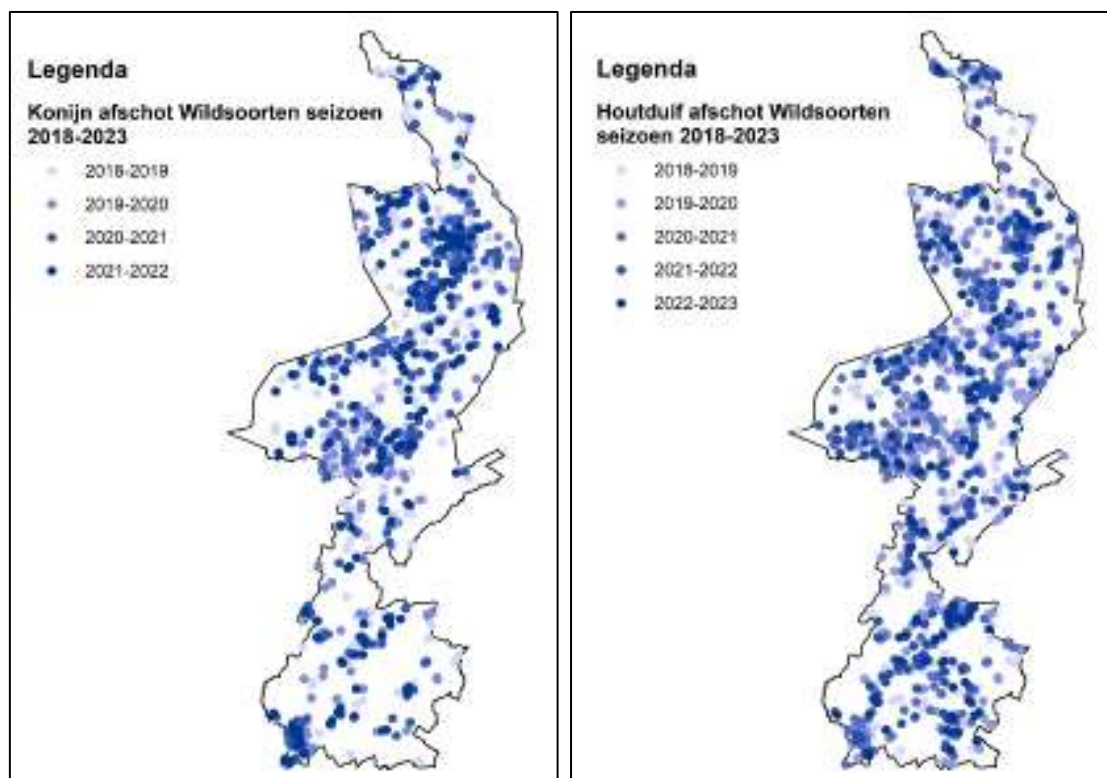 Legenda
Konijn afschot Wildsoorten seizoen
2018-2023
2018-2019
2019-2020
2020-2021
2021-2022
Legenda
Houtduif afschot Wildsoorten
seizoen 2018-2023
2018-2019
2019-2020
2020-2021
2021-2022
2022-2023